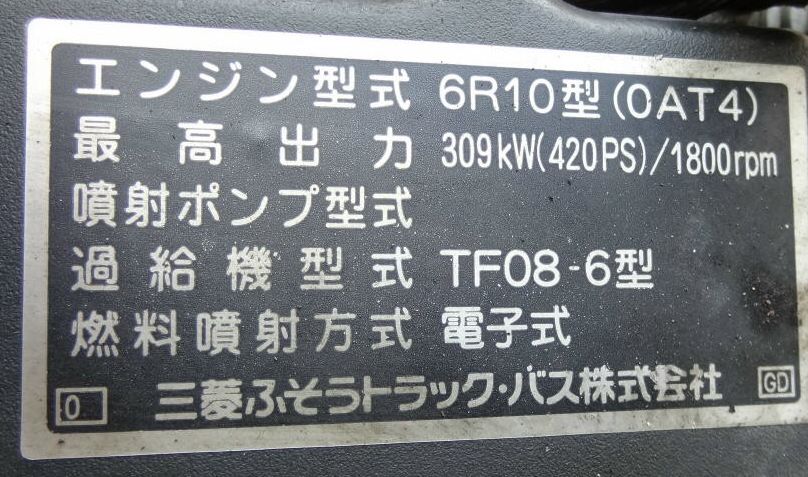 エンジン型式 6R10型(0AT4)
最高出力 309kW(420PS)/1800rpm
噴射ポンプ型式
過給機型式 TF08-6型
燃料噴射方式 電子式
0 三菱ふそうトラック・バス株式会社 GD